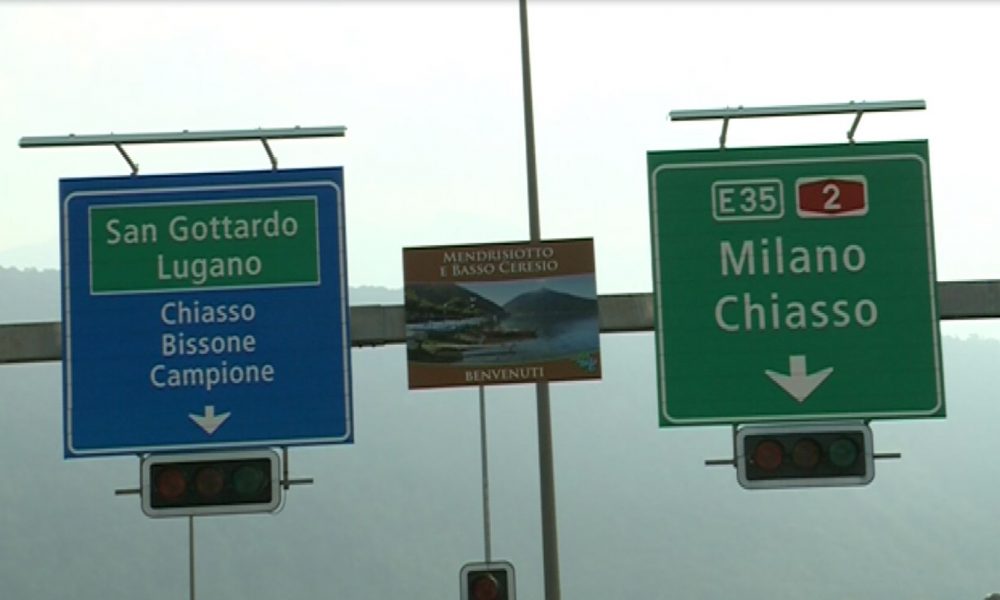 San Gottardo
Lugano
Chiasso
Bissone
Campione
MENDRISIOTTO
E BASSO CERESIO
BENVENUTI
E35 2
Milano
Chiasso